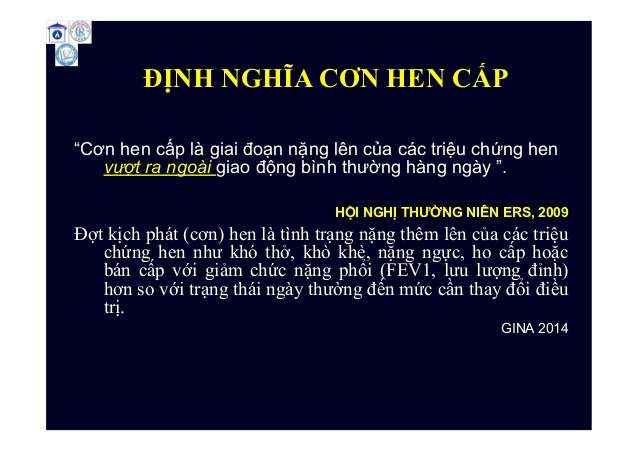 ĐỊNH NGHĨA CƠN HEN CẤP
“Cơn hen cấp là giai đoạn nặng lên của các triệu chứng hen
vượt ra ngoài giao động bình thường hàng ngày ”.
HỘI NGHỊ THƯỜNG NIÊN ERS, 2009
Đợt kịch phát (cơn) hen là tình trạng nặng thêm lên của các triệu
chứng hen như khó thở, khò khè, nặng ngực, ho cấp hoặc
bán cấp với giảm chức nặng phổi (FEV1, lựu lượng đỉnh)
hơn so với trạng thái ngày thường đến mức cần thay đổi điều
trị.
GINA 2014